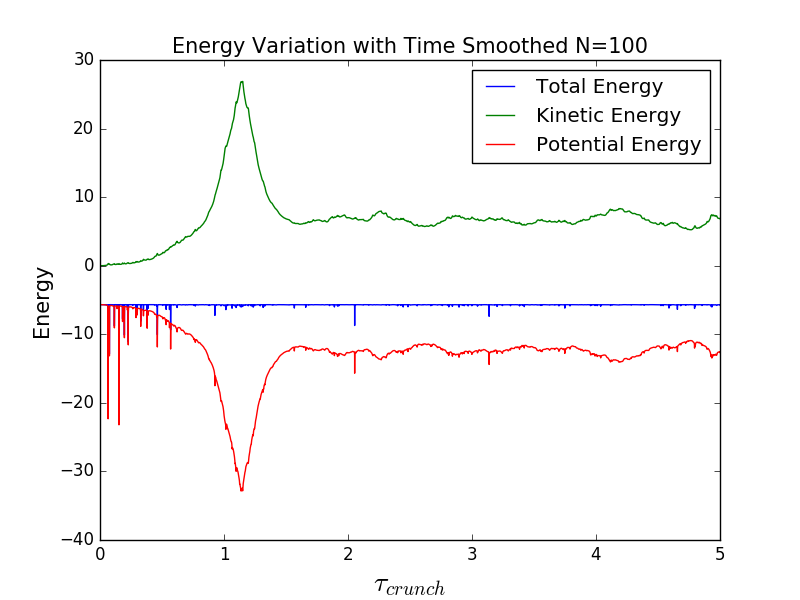 Energy Variation with Time Smoothed N=100
30
20
10
0
−10
−20
−30
−40
Energy
Total Energy
Kinetic Energy
Potential Energy
0 1 2 3 4 5
τcrunch